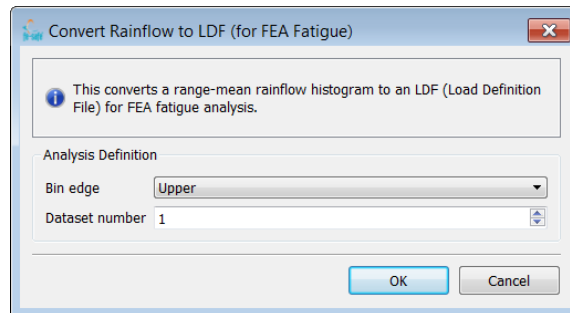 Convert Rainflow to LDF (for FEA Fatigue)
This converts a range-mean rainflow histogram to an LDF (Load Definition
File) for FEA fatigue analysis.
Analysis Definition
Bin edge Upper
Dataset number 1
OK Cancel